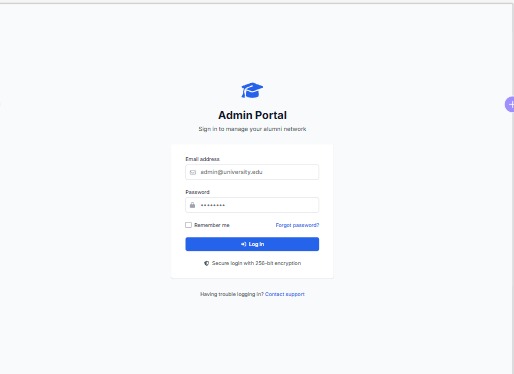 Admin Portal
Sign in to manage your alumni network
Email address
admin@university.edu
Password
••••••••
Remember me Forgot password?
Log In
Secure login with 256-bit encryption
Having trouble logging in? Contact support